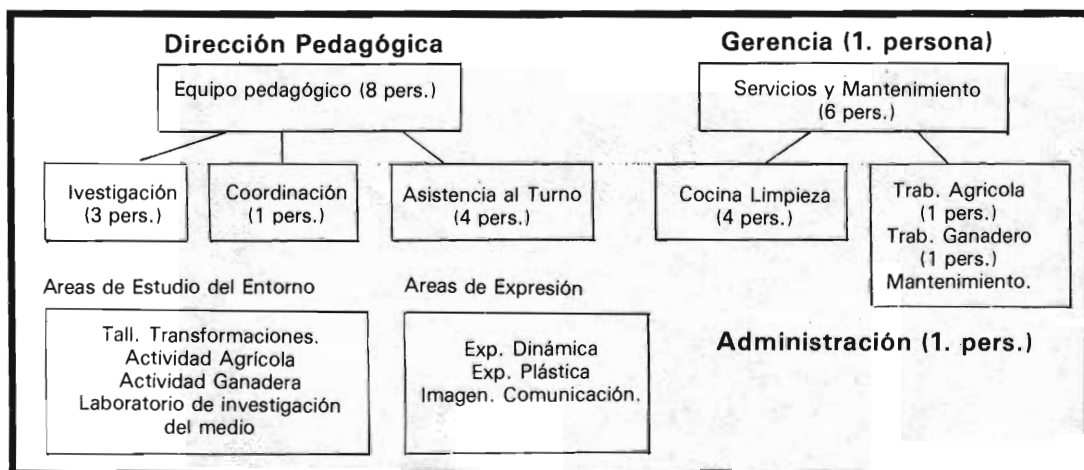 Dirección Pedagógica
Equipo pedagógico (8 pers.)
Ivestigación
(3 pers.)
Coordinación
(1 pers.)
Asistencia al Turno
(4 pers.)
Areas de Estudio del Entorno
Tall. Transformaciones.
Actividad Agrícola
Actividad Ganadera
Laboratorio de investigación
del medio
Areas de Expresión
Exp. Dinámica
Exp. Plástica
Imagen. Comunicación.
Gerencia (1. persona)
Servicios y Mantenimiento
(6 pers.)
Cocina Limpieza
(4 pers.)
Trab. Agricola
(1 pers.)
Trab. Ganadero
(1 pers.)
Mantenimiento.
Administración (1. pers.)